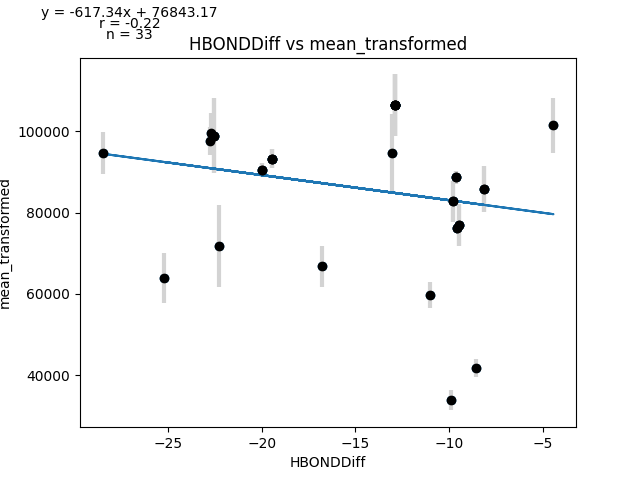 y = -617.34x + 76843.17
r = -0.22
n = 33
HBONDDiff vs mean_transformed
100000
80000
60000
40000
mean_transformed
−25
−20
−15
−10
−5
HBONDDiff